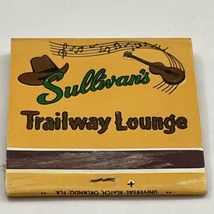 Sullivan's
Trailway Lounge
UNIVERSAL MATCH, ORLANDO, FLA.